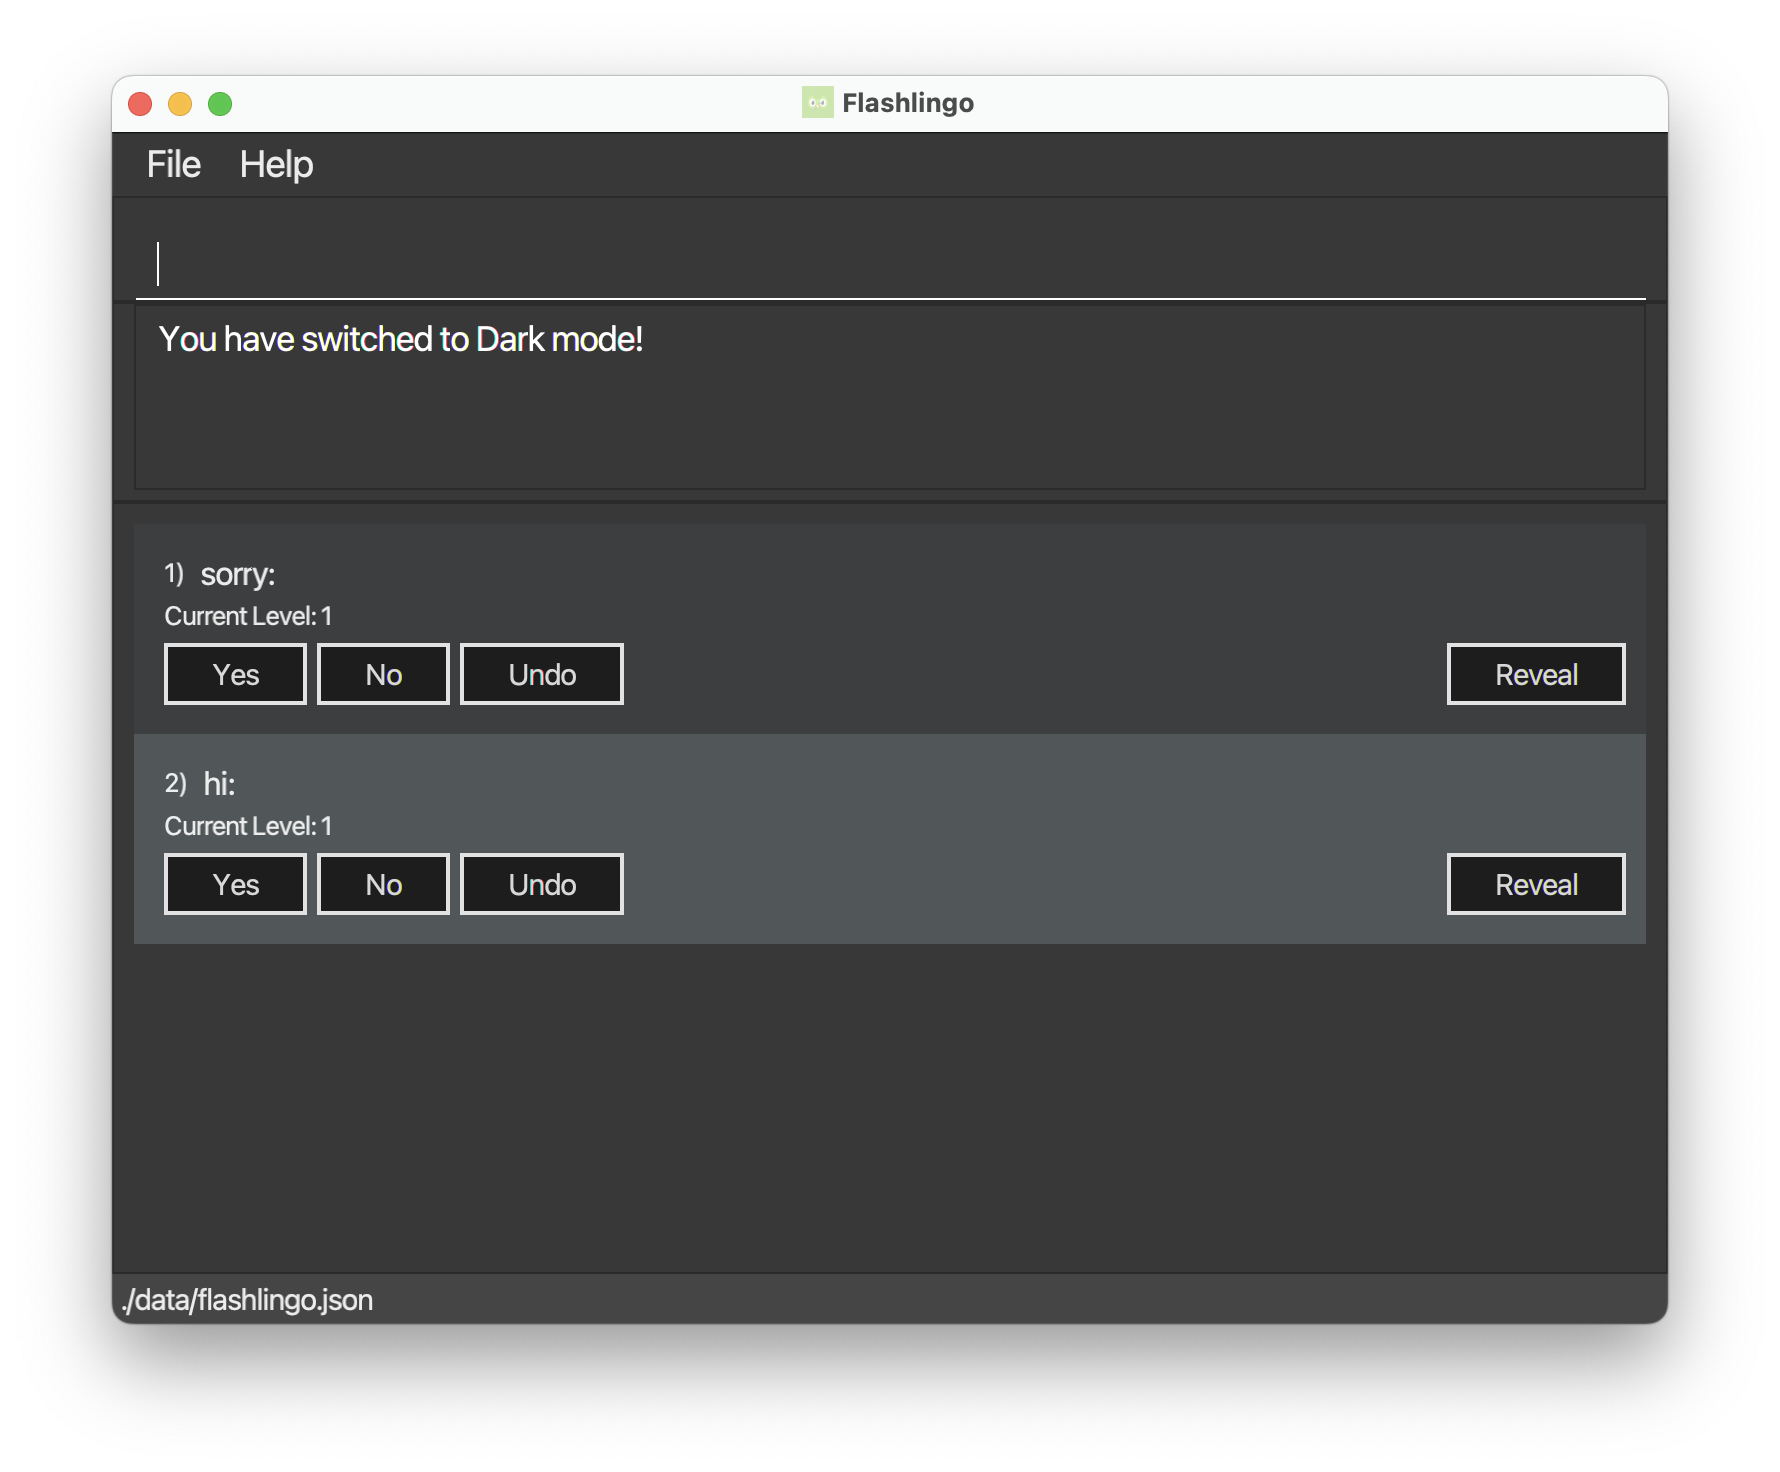 Flashlingo
File Help
You have switched to Dark mode!
1) sorry:
Current Level: 1
Yes No Undo Reveal
2) hi:
Current Level: 1
Yes No Undo Reveal
./data/flashlingo.json